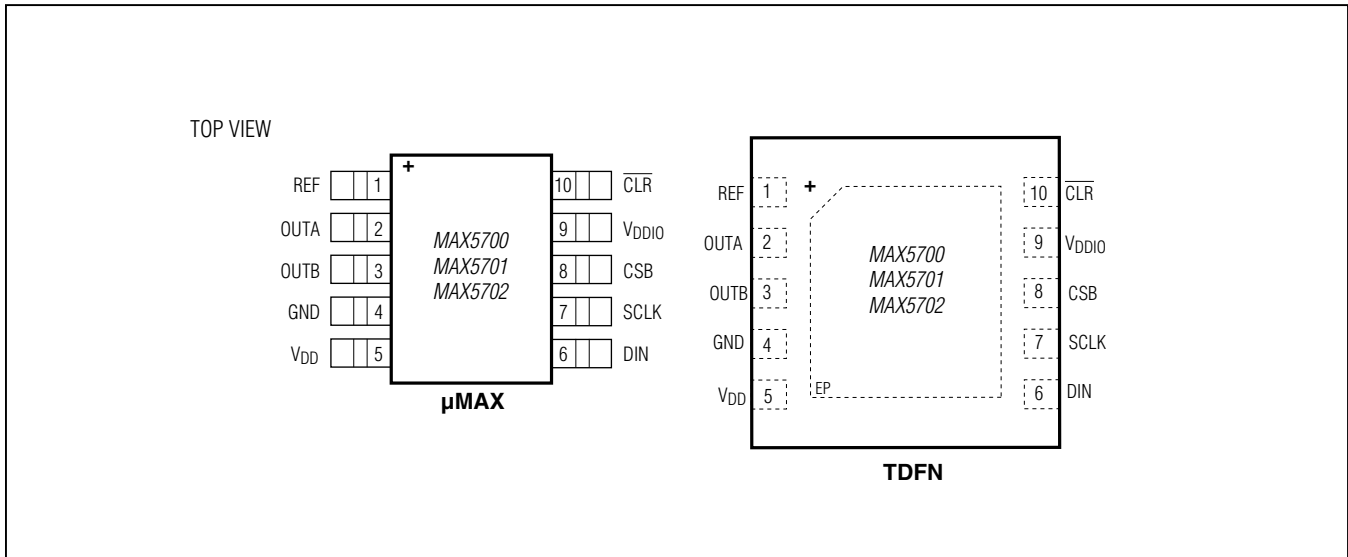 TOP VIEW
+
REF 1
OUTA 2
OUTB 3
GND 4
VDD 5
MAX5700
MAX5701
MAX5702
10 C̅L̅R̅
9 VDDIO
8 CSB
7 SCLK
6 DIN
µMAX
+
REF 1
OUTA 2
OUTB 3
GND 4
VDD 5
MAX5700
MAX5701
MAX5702
EP
10 C̅L̅R̅
9 VDDIO
8 CSB
7 SCLK
6 DIN
TDFN